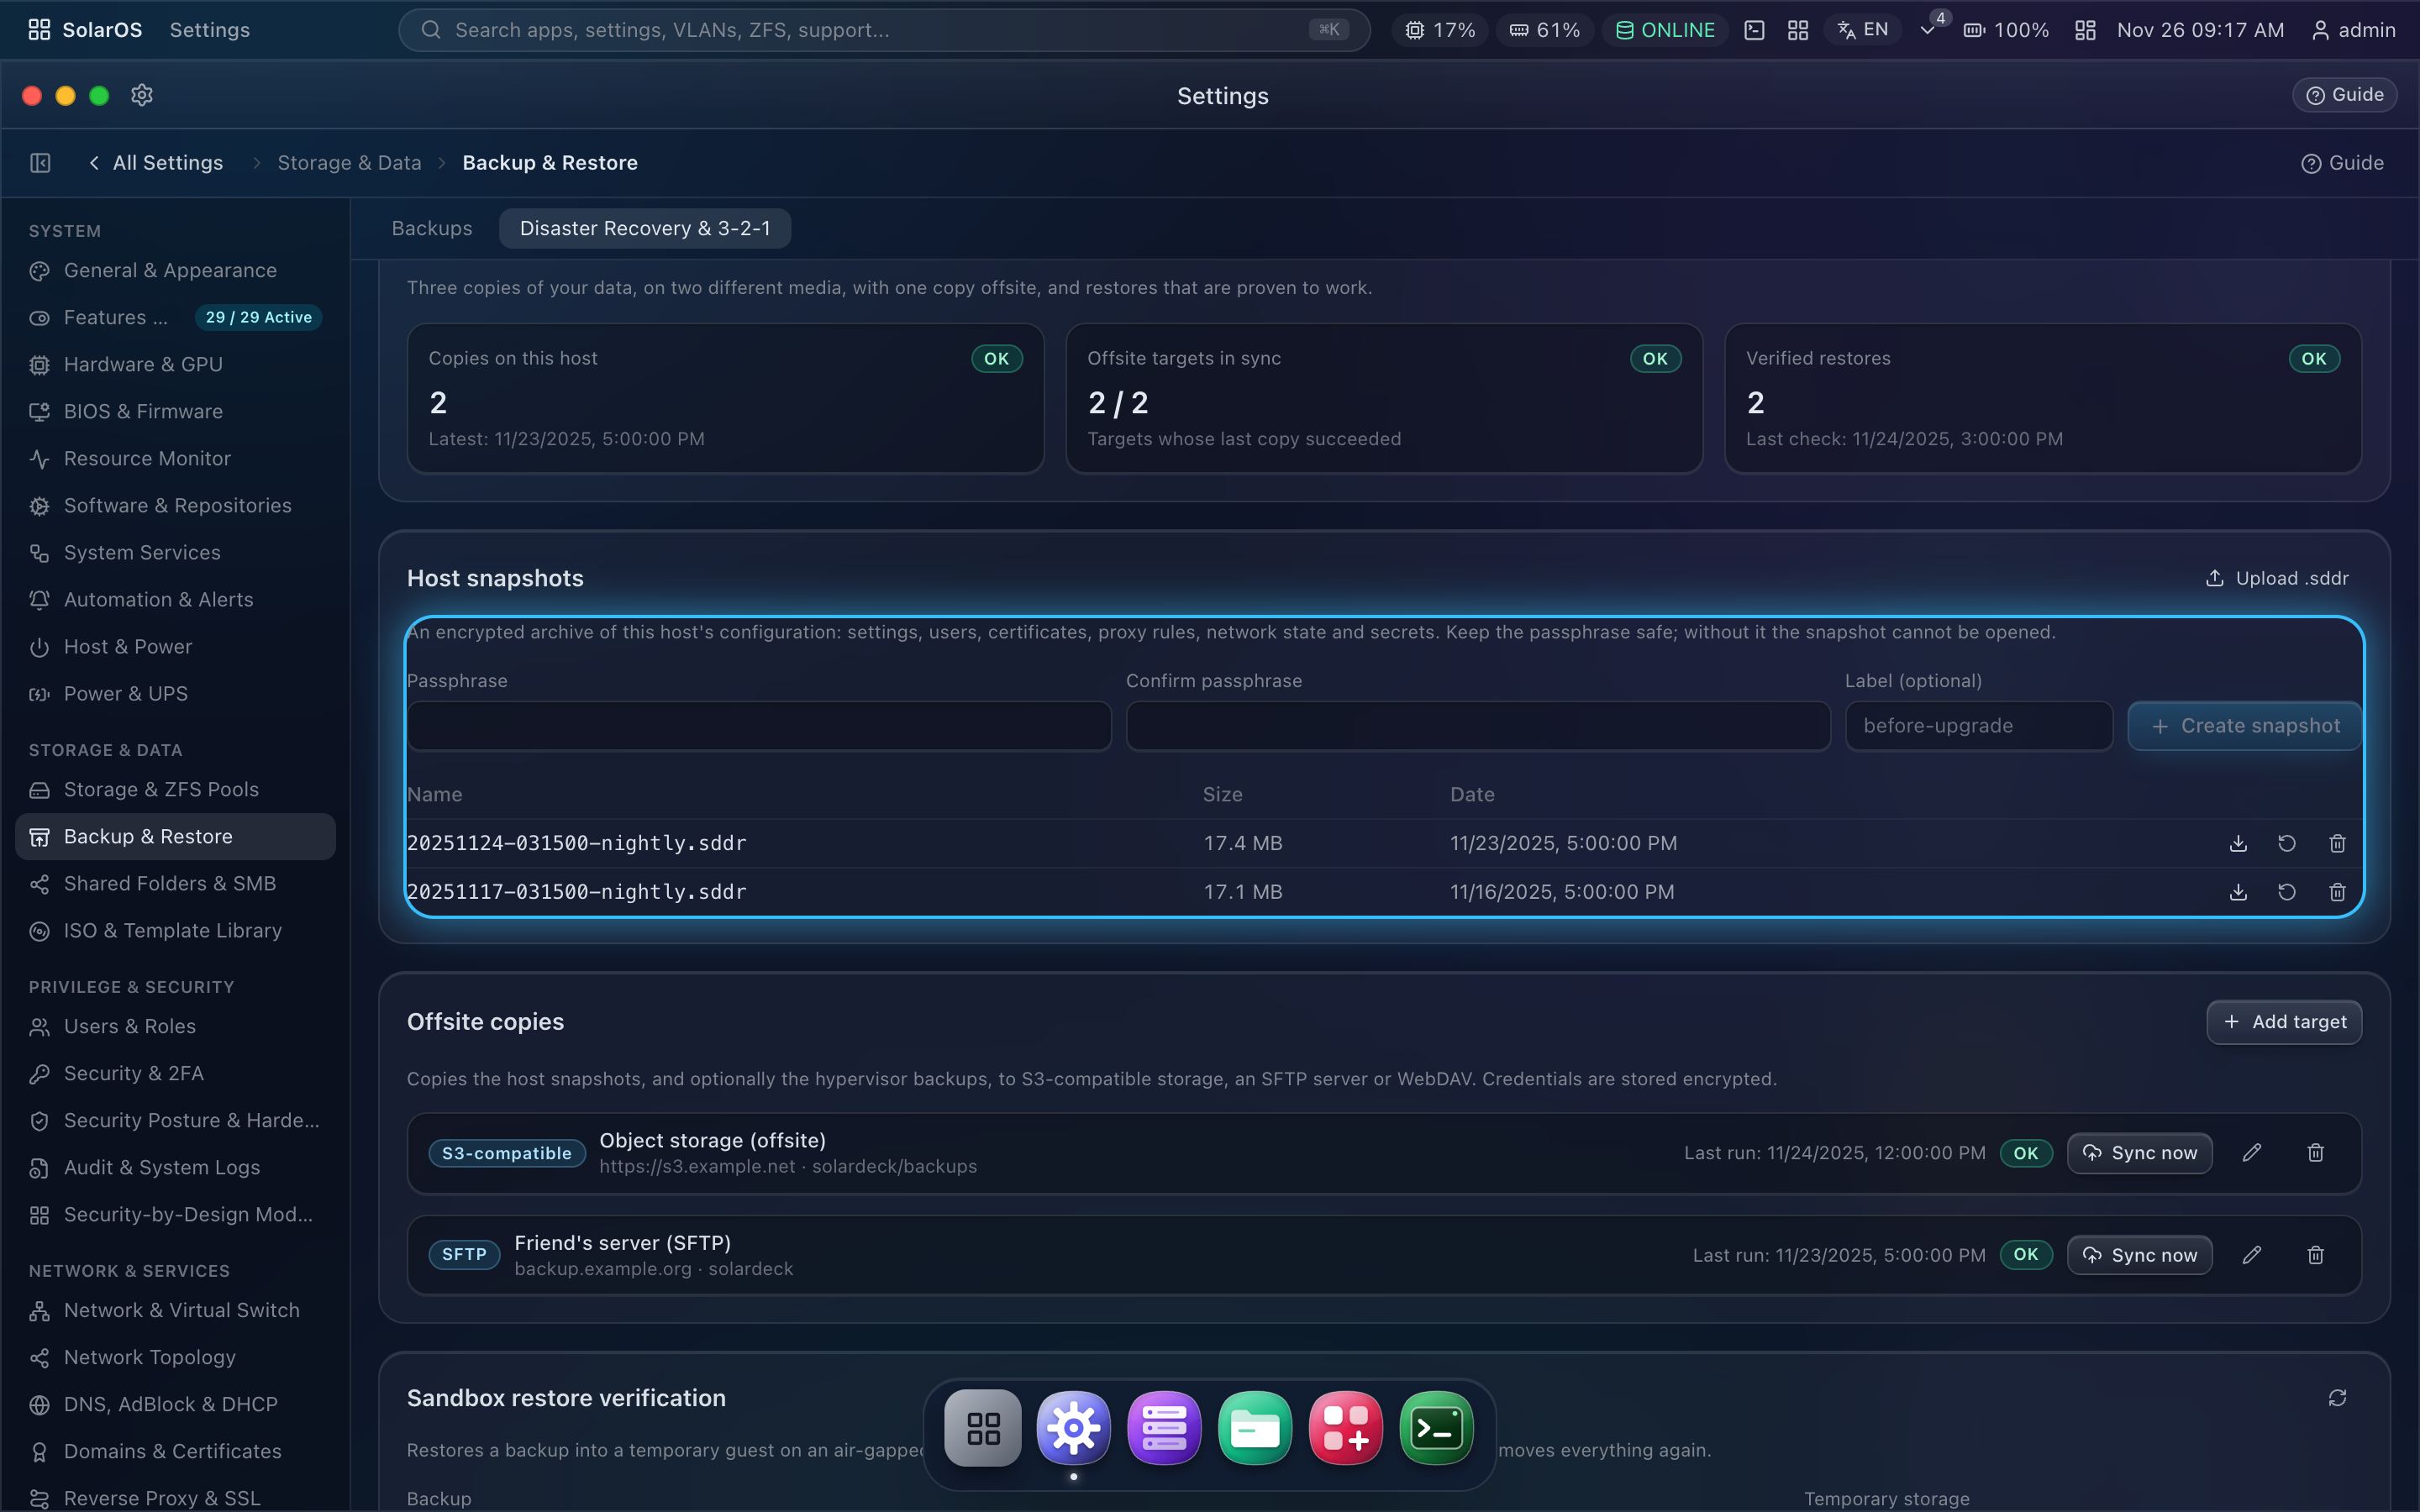 SolarOS Settings Search apps, settings, VLANs, ZFS, support... ⌘K 17% 61% ONLINE EN 4 100% Nov 26 09:17 AM admin
Settings Guide
All Settings Storage & Data Backup & Restore Guide
SYSTEM
General & Appearance
Features ... 29 / 29 Active
Hardware & GPU
BIOS & Firmware
Resource Monitor
Software & Repositories
System Services
Automation & Alerts
Host & Power
Power & UPS
STORAGE & DATA
Storage & ZFS Pools
Backup & Restore
Shared Folders & SMB
ISO & Template Library
PRIVILEGE & SECURITY
Users & Roles
Security & 2FA
Security Posture & Harde...
Audit & System Logs
Security-by-Design Mod...
NETWORK & SERVICES
Network & Virtual Switch
Network Topology
DNS, AdBlock & DHCP
Domains & Certificates
Reverse Proxy & SSL
Backups Disaster Recovery & 3-2-1
Three copies of your data, on two different media, with one copy offsite, and restores that are proven to work.
Copies on this host OK
2
Latest: 11/23/2025, 5:00:00 PM
Offsite targets in sync OK
2 / 2
Targets whose last copy succeeded
Verified restores OK
2
Last check: 11/24/2025, 3:00:00 PM
Host snapshots Upload .sddr
An encrypted archive of this host's configuration: settings, users, certificates, proxy rules, network state and secrets. Keep the passphrase safe; without it the snapshot cannot be opened.
Passphrase Confirm passphrase Label (optional)
before-upgrade Create snapshot
Name Size Date
20251124-031500-nightly.sddr 17.4 MB 11/23/2025, 5:00:00 PM
20251117-031500-nightly.sddr 17.1 MB 11/16/2025, 5:00:00 PM
Offsite copies Add target
Copies the host snapshots, and optionally the hypervisor backups, to S3-compatible storage, an SFTP server or WebDAV. Credentials are stored encrypted.
S3-compatible Object storage (offsite) Last run: 11/24/2025, 12:00:00 PM OK Sync now
https://s3.example.net · solardeck/backups
SFTP Friend's server (SFTP) Last run: 11/23/2025, 5:00:00 PM OK Sync now
backup.example.org · solardeck
Sandbox restore verification
Restores a backup into a temporary guest on an air-gapped moves everything again.
Backup Temporary storage